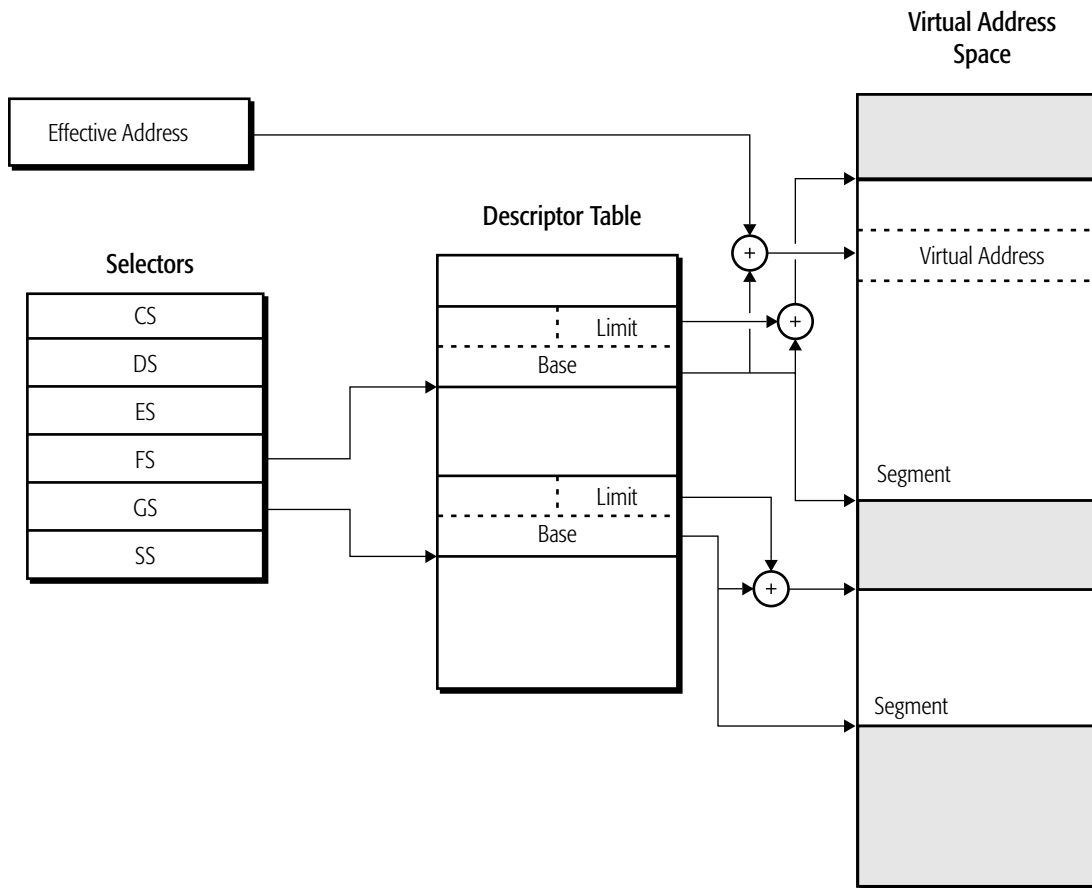 Virtual Address
Space
Effective Address
Descriptor Table
+
Virtual Address
Selectors
CS
Limit
+
DS
Base
ES
FS
Segment
GS
Limit
Base
SS
+
Segment